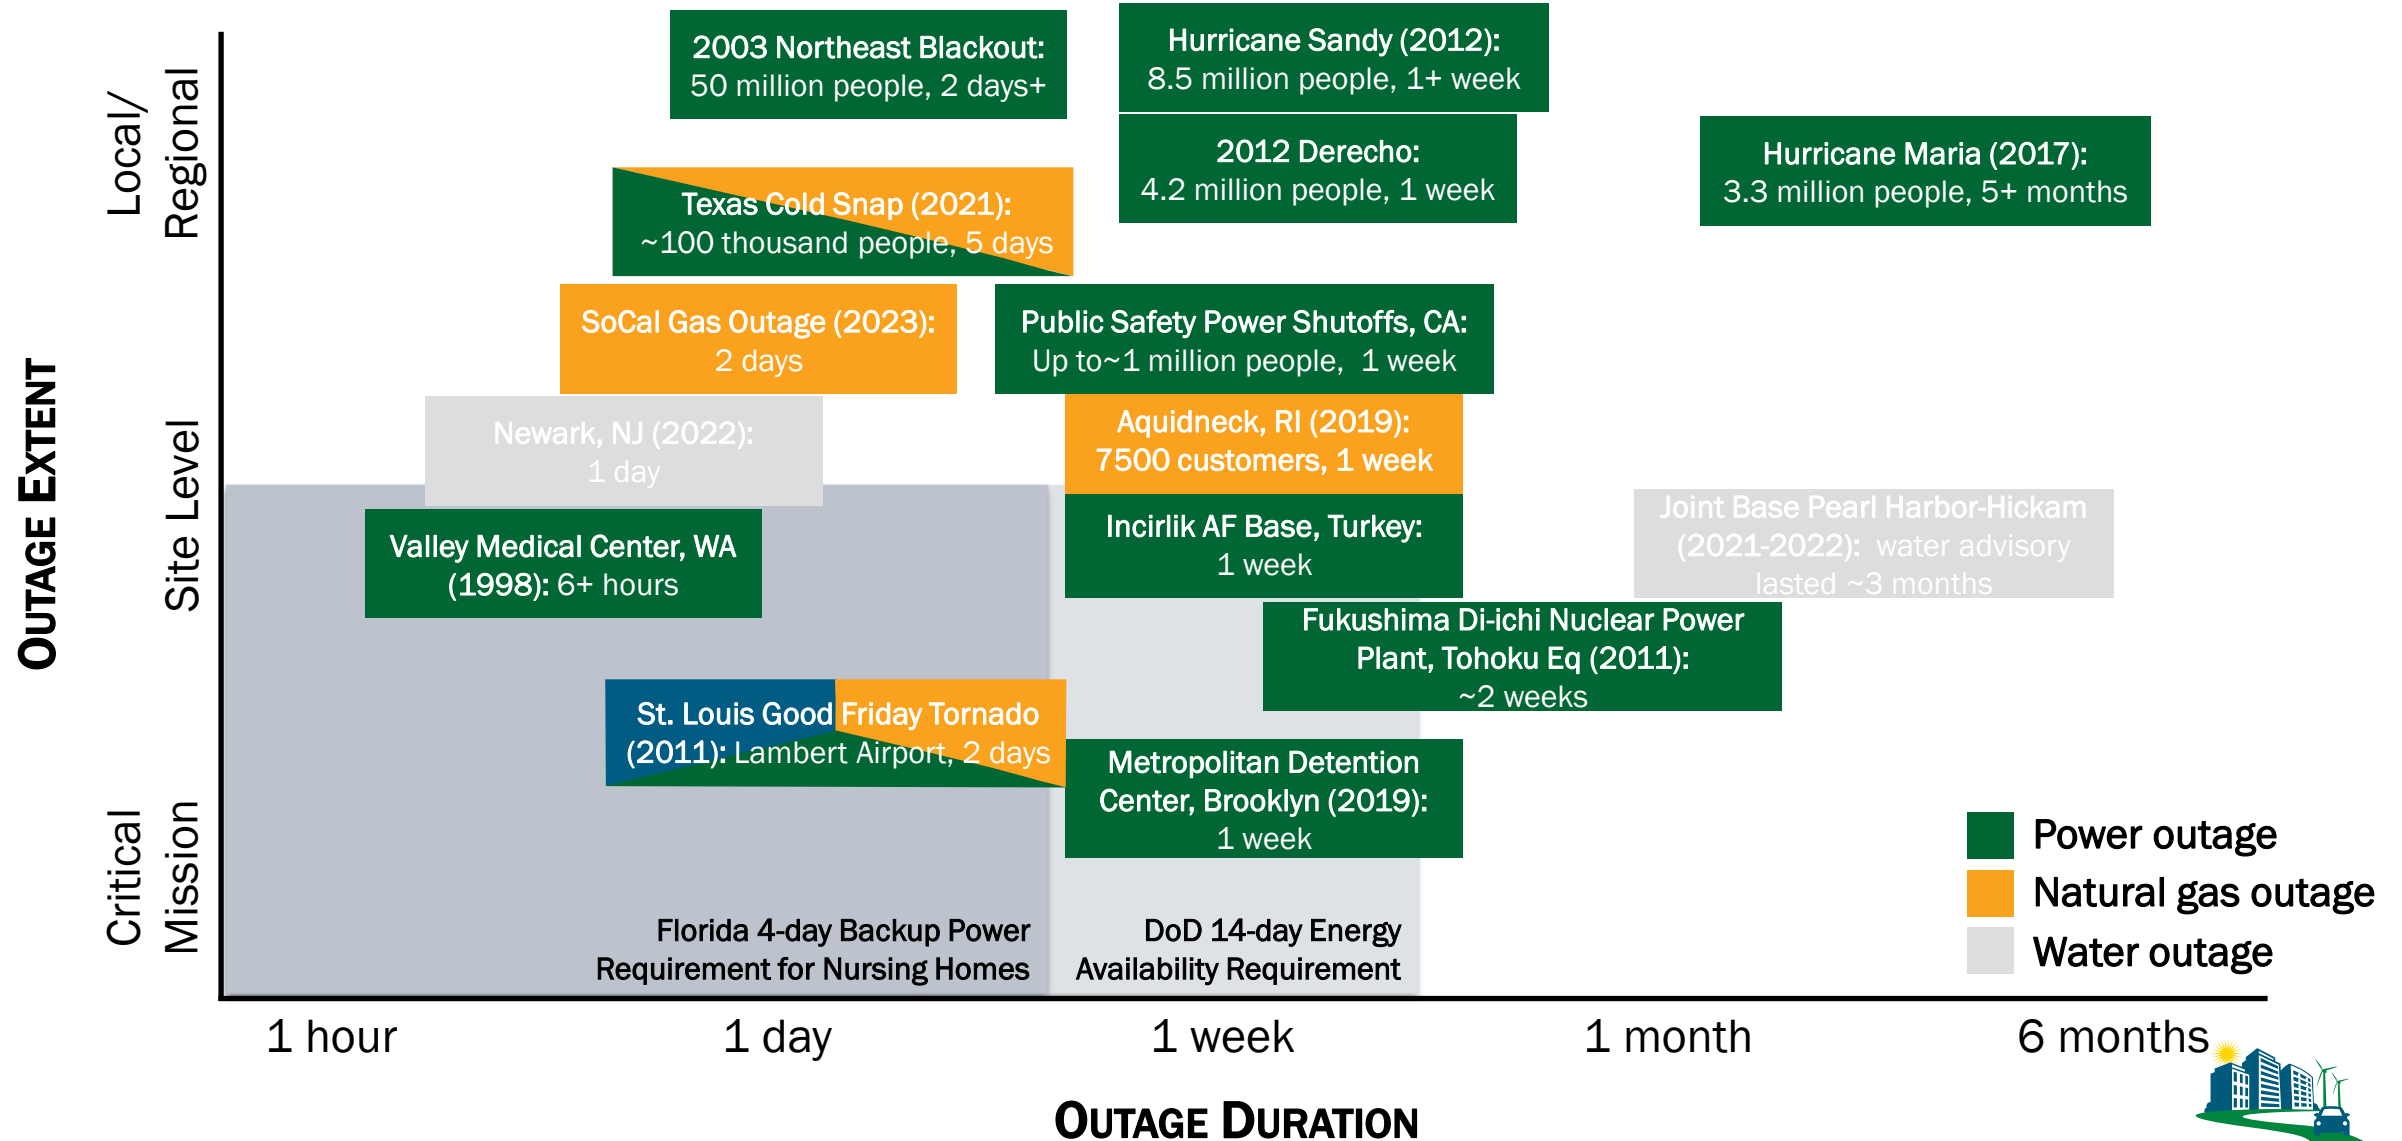 2003 Northeast Blackout:
50 million people, 2 days+
Hurricane Sandy (2012):
8.5 million people, 1+ week
2012 Derecho:
4.2 million people, 1 week
Hurricane Maria (2017):
3.3 million people, 5+ months
Texas Cold Snap (2021):
~100 thousand people, 5 days
SoCal Gas Outage (2023):
2 days
Public Safety Power Shutoffs, CA:
Up to~1 million people, 1 week
Newark, NJ (2022):
1 day
Aquidneck, RI (2019):
7500 customers, 1 week
Valley Medical Center, WA
(1998): 6+ hours
Incirlik AF Base, Turkey:
1 week
Joint Base Pearl Harbor-Hickam
(2021-2022): water advisory
lasted ~3 months
Fukushima Di-ichi Nuclear Power
Plant, Tohoku Eq (2011):
~2 weeks
St. Louis Good Friday Tornado
(2011): Lambert Airport, 2 days
Metropolitan Detention
Center, Brooklyn (2019):
1 week
Florida 4-day Backup Power
Requirement for Nursing Homes
DoD 14-day Energy
Availability Requirement
Power outage
Natural gas outage
Water outage
OUTAGE EXTENT
Local/
Regional
Site Level
Critical
Mission
1 hour
1 day
1 week
1 month
6 months
OUTAGE DURATION